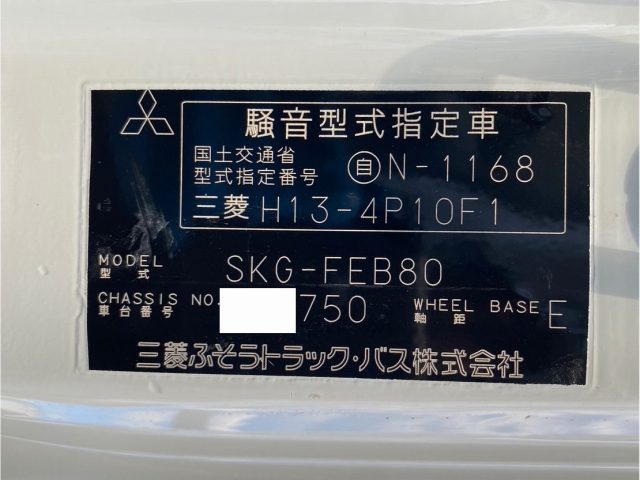 騒音型式指定車
国土交通省
型式指定番号 自N-1168
三菱 H13-4P10F1
MODEL
型式 SKG-FEB80
CHASSIS NO. 750 WHEEL BASE E
車台番号 軸距
三菱ふそうトラック・バス株式会社